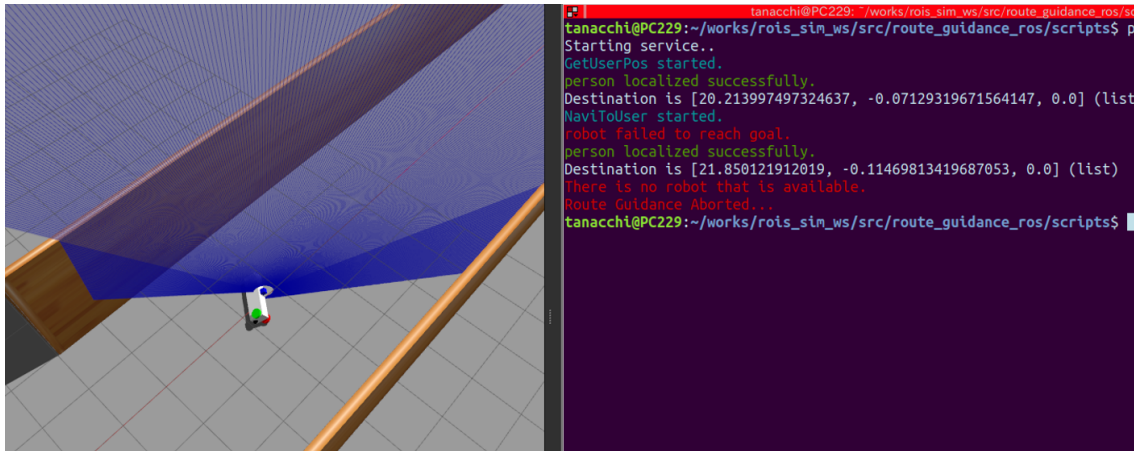 tanacchi@PC229: ~/works/rois_sim_ws/src/route_guidance_ros/sc
tanacchi@PC229:~/works/rois_sim_ws/src/route_guidance_ros/scripts$ p
Starting service..
GetUserPos started.
person localized successfully.
Destination is [20.213997497324637, -0.07129319671564147, 0.0] (list
NaviToUser started.
robot failed to reach goal.
person localized successfully.
Destination is [21.850121912019, -0.11469813419687053, 0.0] (list)
There is no robot that is available.
Route Guidance Aborted...
tanacchi@PC229:~/works/rois_sim_ws/src/route_guidance_ros/scripts$